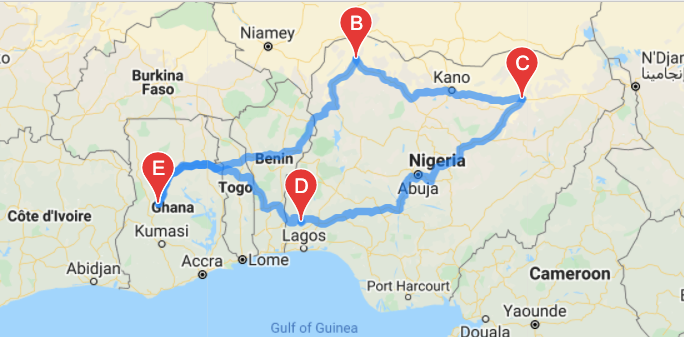 B
Niamey
C
N'Djam
إنجامينا
Kano
Burkina
Faso
E
Benin
Nigeria
D
Togo
Abuja
Ghana
Côte d'Ivoire
Kumasi
Lagos
Accra
Lome
Abidjan
Cameroon
Port Harcourt
Yaounde
Gulf of Guinea
Douala